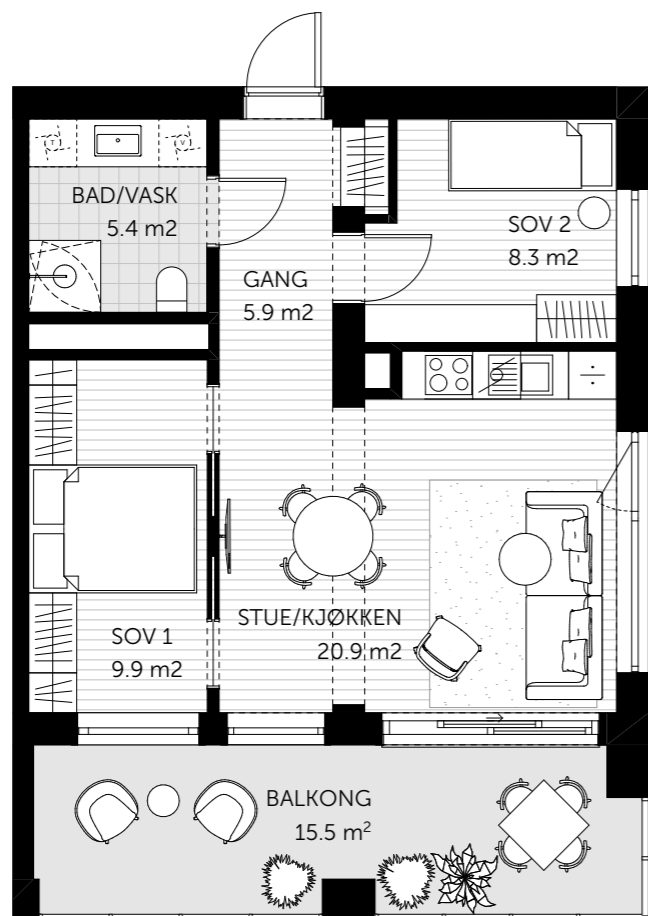 T
V
BAD/VASK
5.4 m2
SOV 2
8.3 m2
GANG
5.9 m2
STUE/KJØKKEN
20.9 m2
SOV 1
9.9 m2
BALKONG
15.5 m²